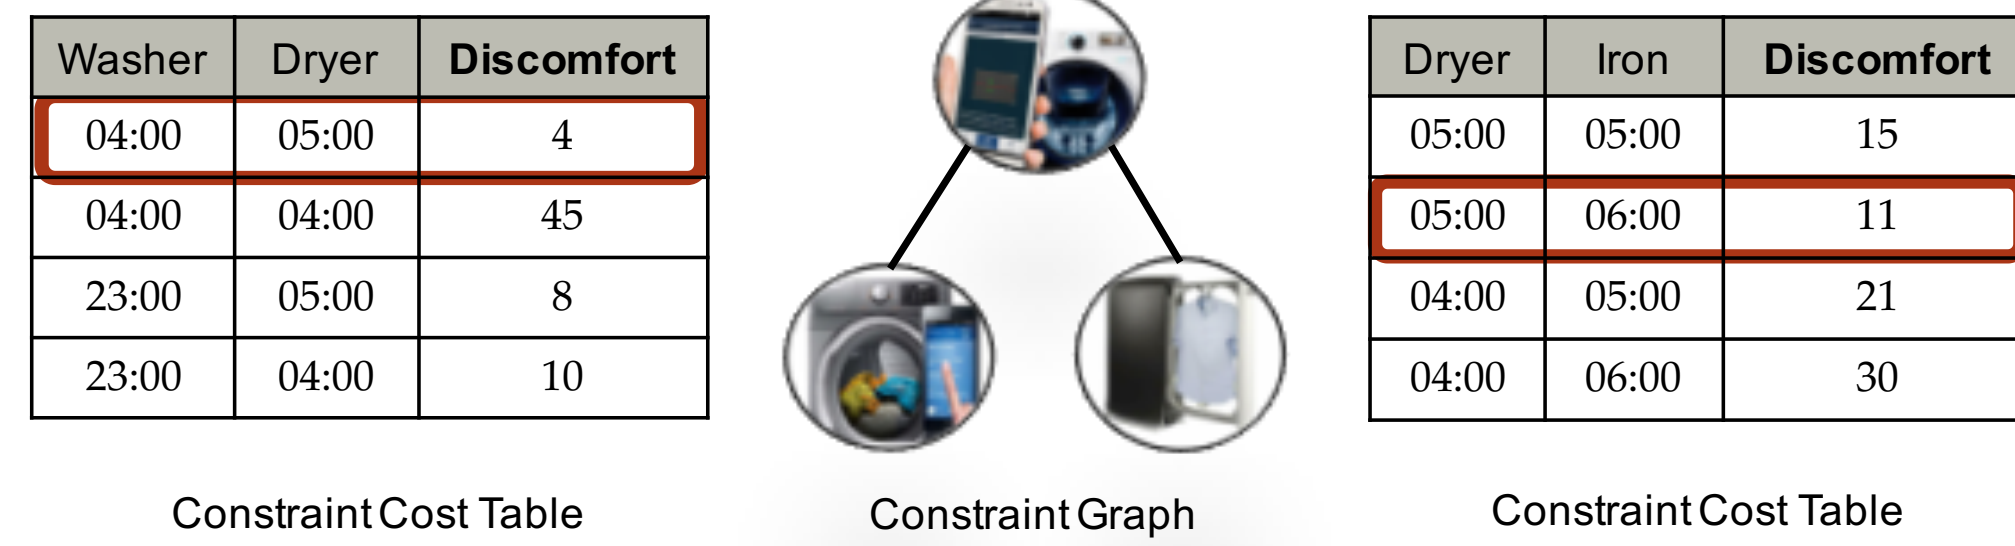 Washer Dryer Discomfort
04:00 05:00 4
04:00 04:00 45
23:00 05:00 8
23:00 04:00 10
Constraint Cost Table
Constraint Graph
Dryer Iron Discomfort
05:00 05:00 15
05:00 06:00 11
04:00 05:00 21
04:00 06:00 30
Constraint Cost Table